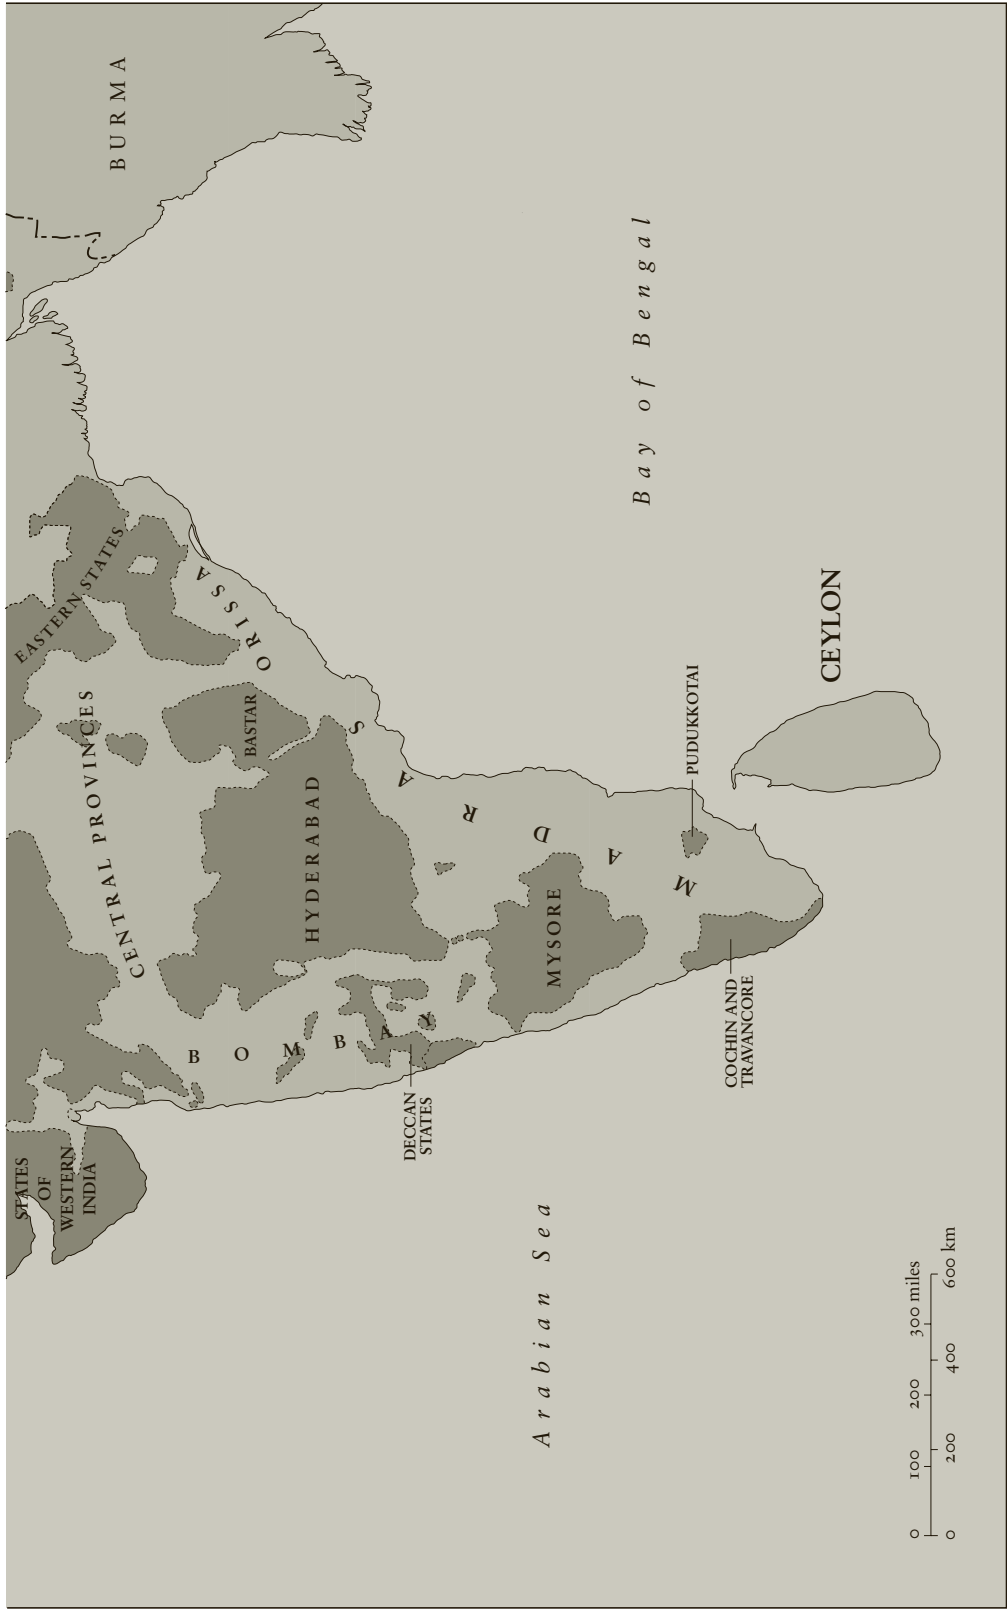 BURMA
Bay of Bengal
EASTERN STATES
ORISSA
CENTRAL PROVINCES
BASTAR
HYDERABAD
MADRAS
CEYLON
PUDUKKOTAI
MYSORE
BOMBAY
COCHIN AND
TRAVANCORE
DECCAN
STATES
STATES
OF
WESTERN
INDIA
Arabian Sea
0 100 200 300 miles
0 200 400 600 km